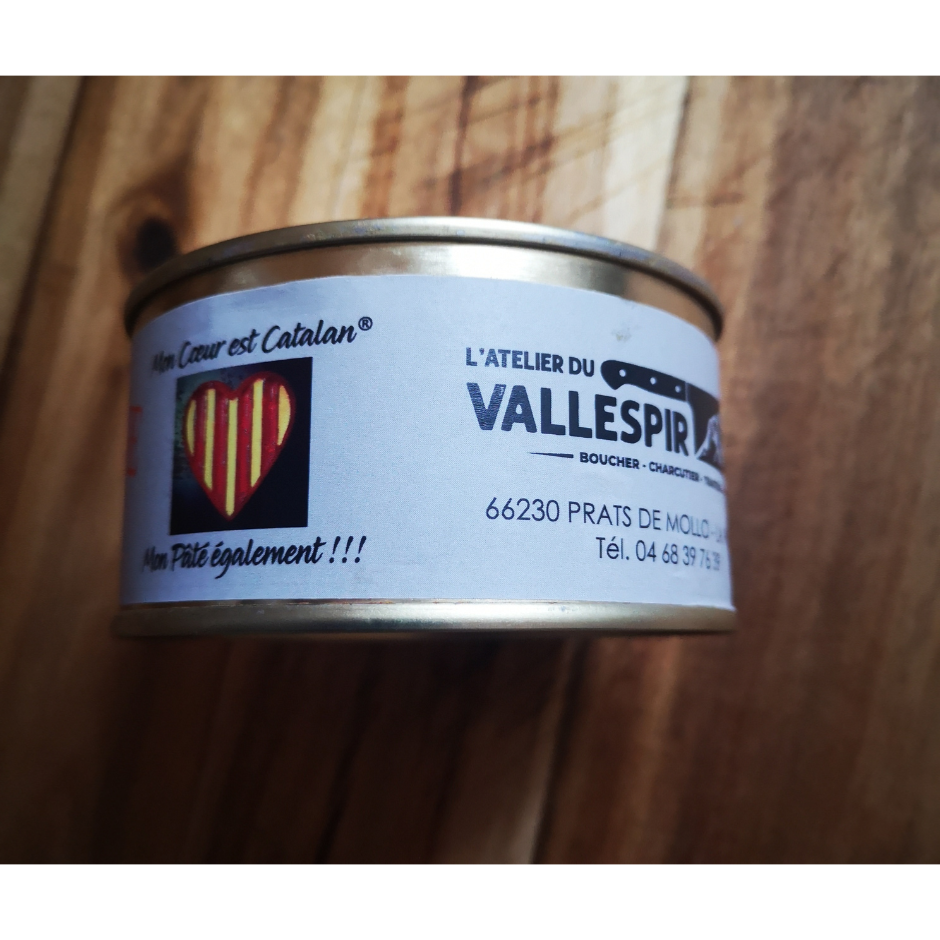 Mon Cœur est Catalan®
Mon Pâté également !!!
L'ATELIER DU
VALLESPIR
BOUCHER - CHARCUTIER -
66230 PRATS DE MOLLO -
Tél. 04 68 39 76 39